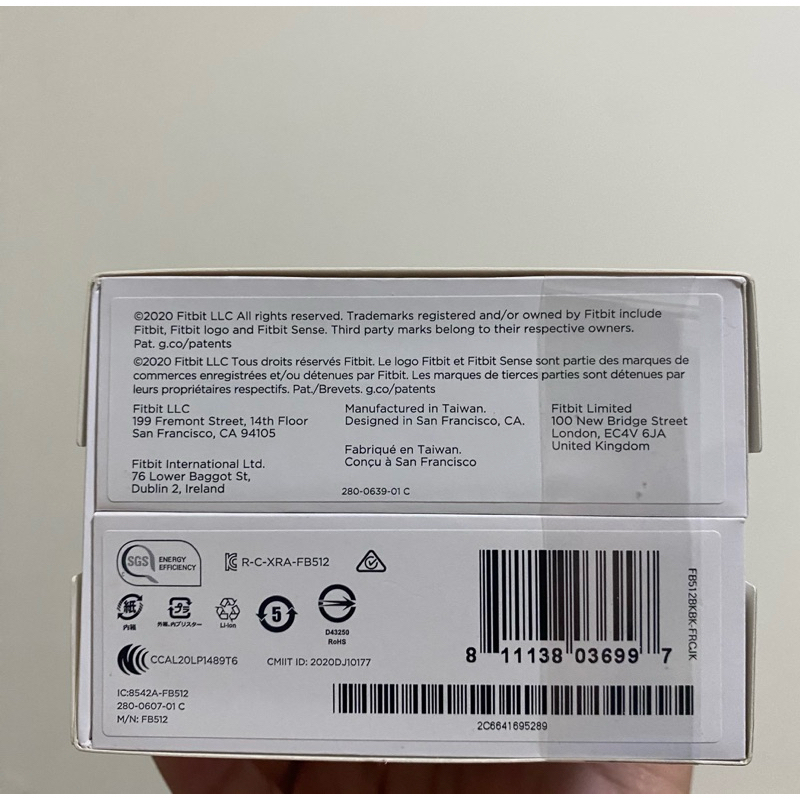 ©2020 Fitbit LLC All rights reserved. Trademarks registered and/or owned by Fitbit include
Fitbit, Fitbit logo and Fitbit Sense. Third party marks belong to their respective owners.
Pat. g.co/patents
©2020 Fitbit LLC Tous droits réservés Fitbit. Le logo Fitbit et Fitbit Sense sont partie des marques de
commerces enregistrées et/ou détenues par Fitbit. Les marques de tierces parties sont détenues par
leurs propriétaires respectifs. Pat./Brevets. g.co/patents
Fitbit LLC
199 Fremont Street, 14th Floor
San Francisco, CA 94105
Fitbit International Ltd.
76 Lower Baggot St,
Dublin 2, Ireland
Manufactured in Taiwan.
Designed in San Francisco, CA.
Fabriqué en Taiwan.
Conçu à San Francisco
280-0639-01 C
Fitbit Limited
100 New Bridge Street
London, EC4V 6JA
United Kingdom
SGS ENERGY
EFFICIENCY
R-C-XRA-FB512
紙
内箱
プラ
外箱、内ブリスター
Li-ion
5
D43250
RoHS
CCAL20LP1489T6
CMIIT ID: 2020DJ10177
IC:8542A-FB512
280-0607-01 C
M/N: FB512
8 11138 03699 7
FB512BKBK-FRCJK
2C6641695289